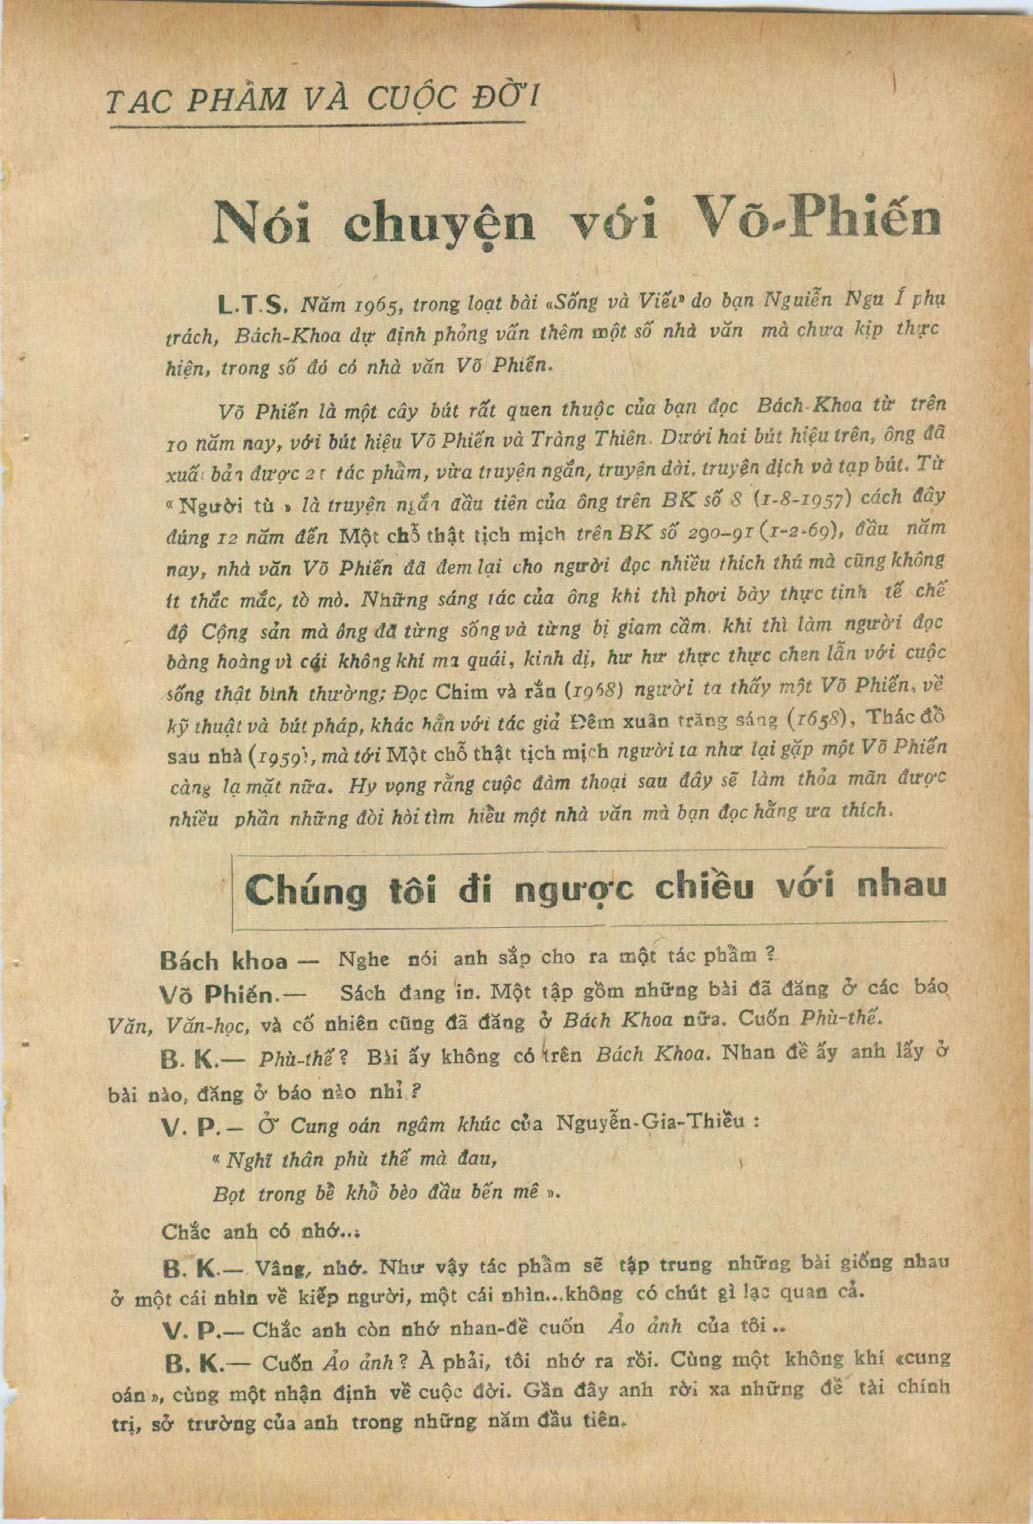 TAC PHẨM VÀ CUỘC ĐỜI
Nói chuyện với Võ-Phiến
L.T.S. Năm 1965, trong loạt bài «Sống và Viết» do bạn Nguiễn Ngu Í phụ
trách, Bách-Khoa dự định phỏng vấn thêm một số nhà văn mà chưa kịp thực
hiện, trong số đó có nhà văn Võ Phiến.
Võ Phiến là một cây bút rất quen thuộc của bạn đọc Bách-Khoa từ trên
10 năm nay, với bút hiệu Võ Phiến và Tràng Thiên. Dưới hai bút hiệu trên, ông đã
xuất bản được 21 tác phẩm, vừa truyện ngắn, truyện dài, truyện dịch và tạp bút. Từ
«Người tù» là truyện ngắn đầu tiên của ông trên BK số 8 (1-8-1957) cách đây
đúng 12 năm đến Một chỗ thật tịch mịch trên BK số 290-91 (1-2-69), đầu năm
nay, nhà văn Võ Phiến đã đem lại cho người đọc nhiều thích thú mà cũng không
ít thắc mắc, tò mò. Những sáng tác của ông khi thì phơi bày thực tình tế chế
độ Cộng sản mà ông đã từng sống và từng bị giam cầm, khi thì làm người đọc
bàng hoàng vì cái không khí ma quái, kinh dị, hư hư thực thực chen lẫn với cuộc
sống thật bình thường; Đọc Chim và rắn (1968) người ta thấy một Võ Phiến, về
kỹ thuật và bút pháp, khác hẳn với tác giả Đêm xuân trăng sáng (1658), Thác đồ
sau nhà (1959), mà tới Một chỗ thật tịch mịch người ta như lại gặp một Võ Phiến
càng lạ mặt nữa. Hy vọng rằng cuộc đàm thoại sau đây sẽ làm thỏa mãn được
nhiều phần những đòi hỏi tìm hiểu một nhà văn mà bạn đọc hằng ưa thích.
Chúng tôi đi ngược chiều với nhau
Bách khoa — Nghe nói anh sắp cho ra một tác phẩm ?
Võ Phiến.— Sách đang in. Một tập gồm những bài đã đăng ở các báo
Văn, Văn-học, và cố nhiên cũng đã đăng ở Bách Khoa nữa. Cuốn Phù-thế.
B. K.— Phù-thế ? Bài ấy không có trên Bách Khoa. Nhan đề ấy anh lấy ở
bài nào, đăng ở báo nào nhỉ ?
V. P.— Ở Cung oán ngâm khúc của Nguyễn-Gia-Thiều :
« Nghĩ thân phù thế mà đau,
Bọt trong bể khổ bèo đầu bến mê ».
Chắc anh có nhớ...
B. K.— Vâng, nhớ. Như vậy tác phẩm sẽ tập trung những bài giống nhau
ở một cái nhìn về kiếp người, một cái nhìn...không có chút gì lạc quan cả.
V. P.— Chắc anh còn nhớ nhan-đề cuốn Ảo ảnh của tôi ..
B. K.— Cuốn Ảo ảnh ? À phải, tôi nhớ ra rồi. Cùng một không khí «cung
oán», cùng một nhận định về cuộc đời. Gần đây anh rời xa những đề tài chính
trị, sở trường của anh trong những năm đầu tiên.